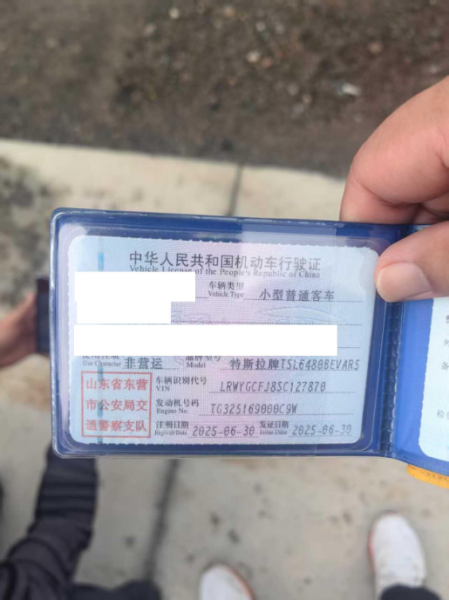 中华人民共和国机动车行驶证
Vehicle License of the People's Republic of China
车辆类型 小型普通客车
Vehicle Type
非营运 品牌型号 特斯拉牌TSL6480BEVAR5
Use Character Model
山东省东营
市公安局交
通警察支队
车辆识别代号 LRWYGCFJ8SC127870
VIN
发动机号码 TG325169000C9W
Engine No.
注册日期 2025-06-30 发证日期 2025-06-30
Register Date Issue Date